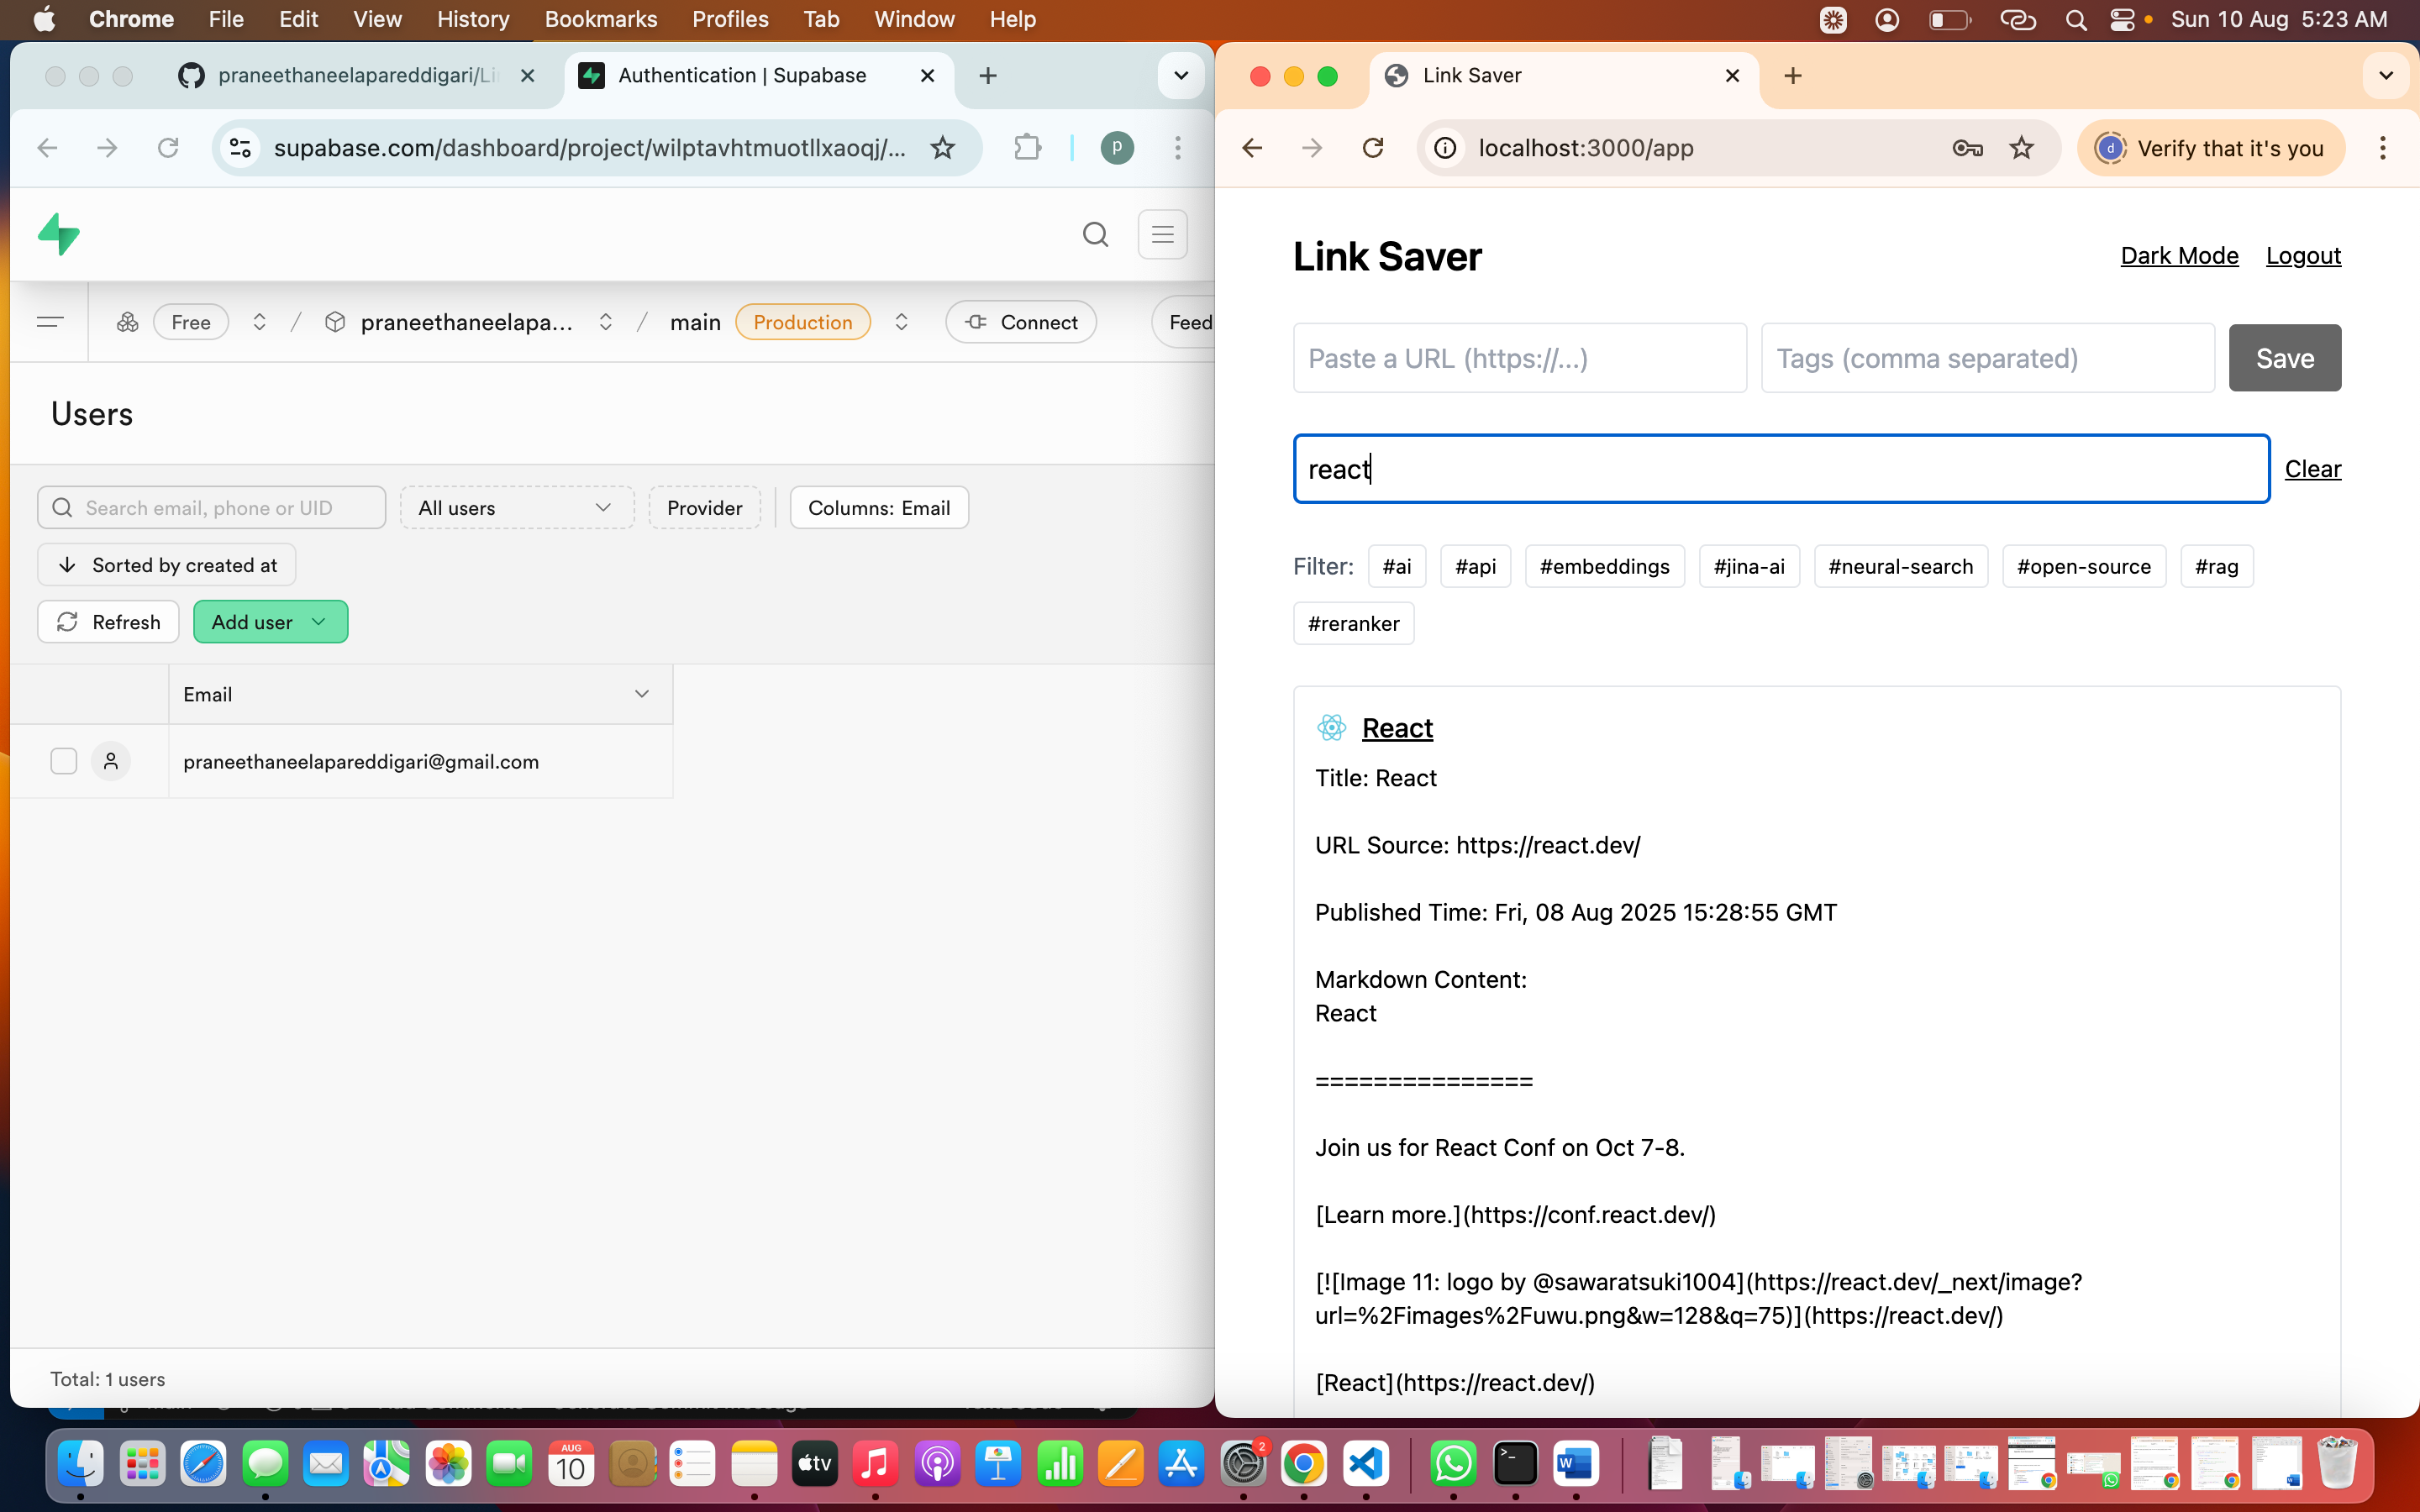 Chrome File Edit View History Bookmarks Profiles Tab Window Help
Sun 10 Aug 5:23 AM
praneethaneelapareddigari/Li
Authentication | Supabase
supabase.com/dashboard/project/wilptavhtmuotllxaoqj/...
p
Free / praneethaneelapa... / main Production Connect Feed
Users
Search email, phone or UID All users Provider Columns: Email
Sorted by created at
Refresh Add user
Email
praneethaneelapareddigari@gmail.com
Total: 1 users
Link Saver
localhost:3000/app
d Verify that it's you
Link Saver Dark Mode Logout
Paste a URL (https://...) Tags (comma separated) Save
react Clear
Filter: #ai #api #embeddings #jina-ai #neural-search #open-source #rag
#reranker
React
Title: React
URL Source: https://react.dev/
Published Time: Fri, 08 Aug 2025 15:28:55 GMT
Markdown Content:
React
===============
Join us for React Conf on Oct 7-8.
[Learn more.](https://conf.react.dev/)
[![Image 11: logo by @sawaratsuki1004](https://react.dev/_next/image?
url=%2Fimages%2Fuwu.png&w=128&q=75)](https://react.dev/)
[React](https://react.dev/)
AUG
10
tv
2
W